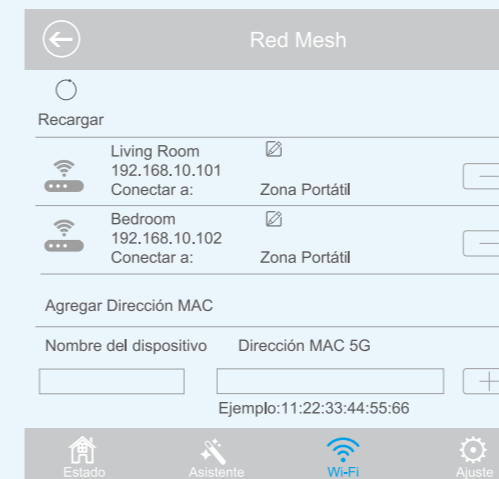 Red Mesh
Recargar
Living Room
192.168.10.101
Conectar a: Zona Portátil
Bedroom
192.168.10.102
Conectar a: Zona Portátil
Agregar Dirección MAC
Nombre del dispositivo Dirección MAC 5G
Ejemplo:11:22:33:44:55:66
Estado Asistente Wi-Fi Ajuste